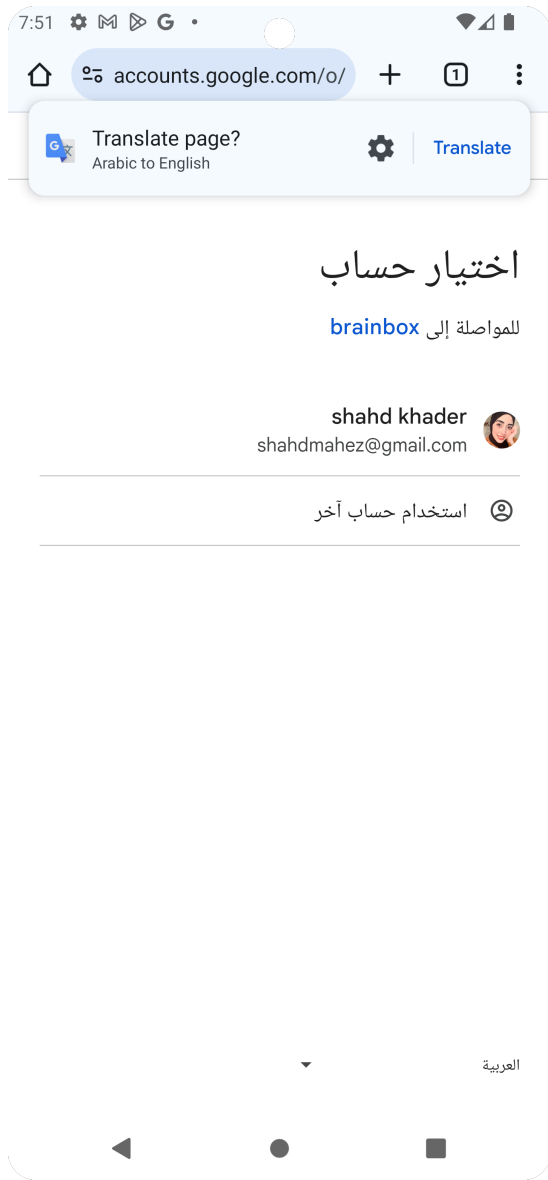 7:51
accounts.google.com/o/
1
Translate page?
Arabic to English
Translate
اختيار حساب
للمواصلة إلى brainbox
shahd khader
shahdmahez@gmail.com
استخدام حساب آخر
العربية